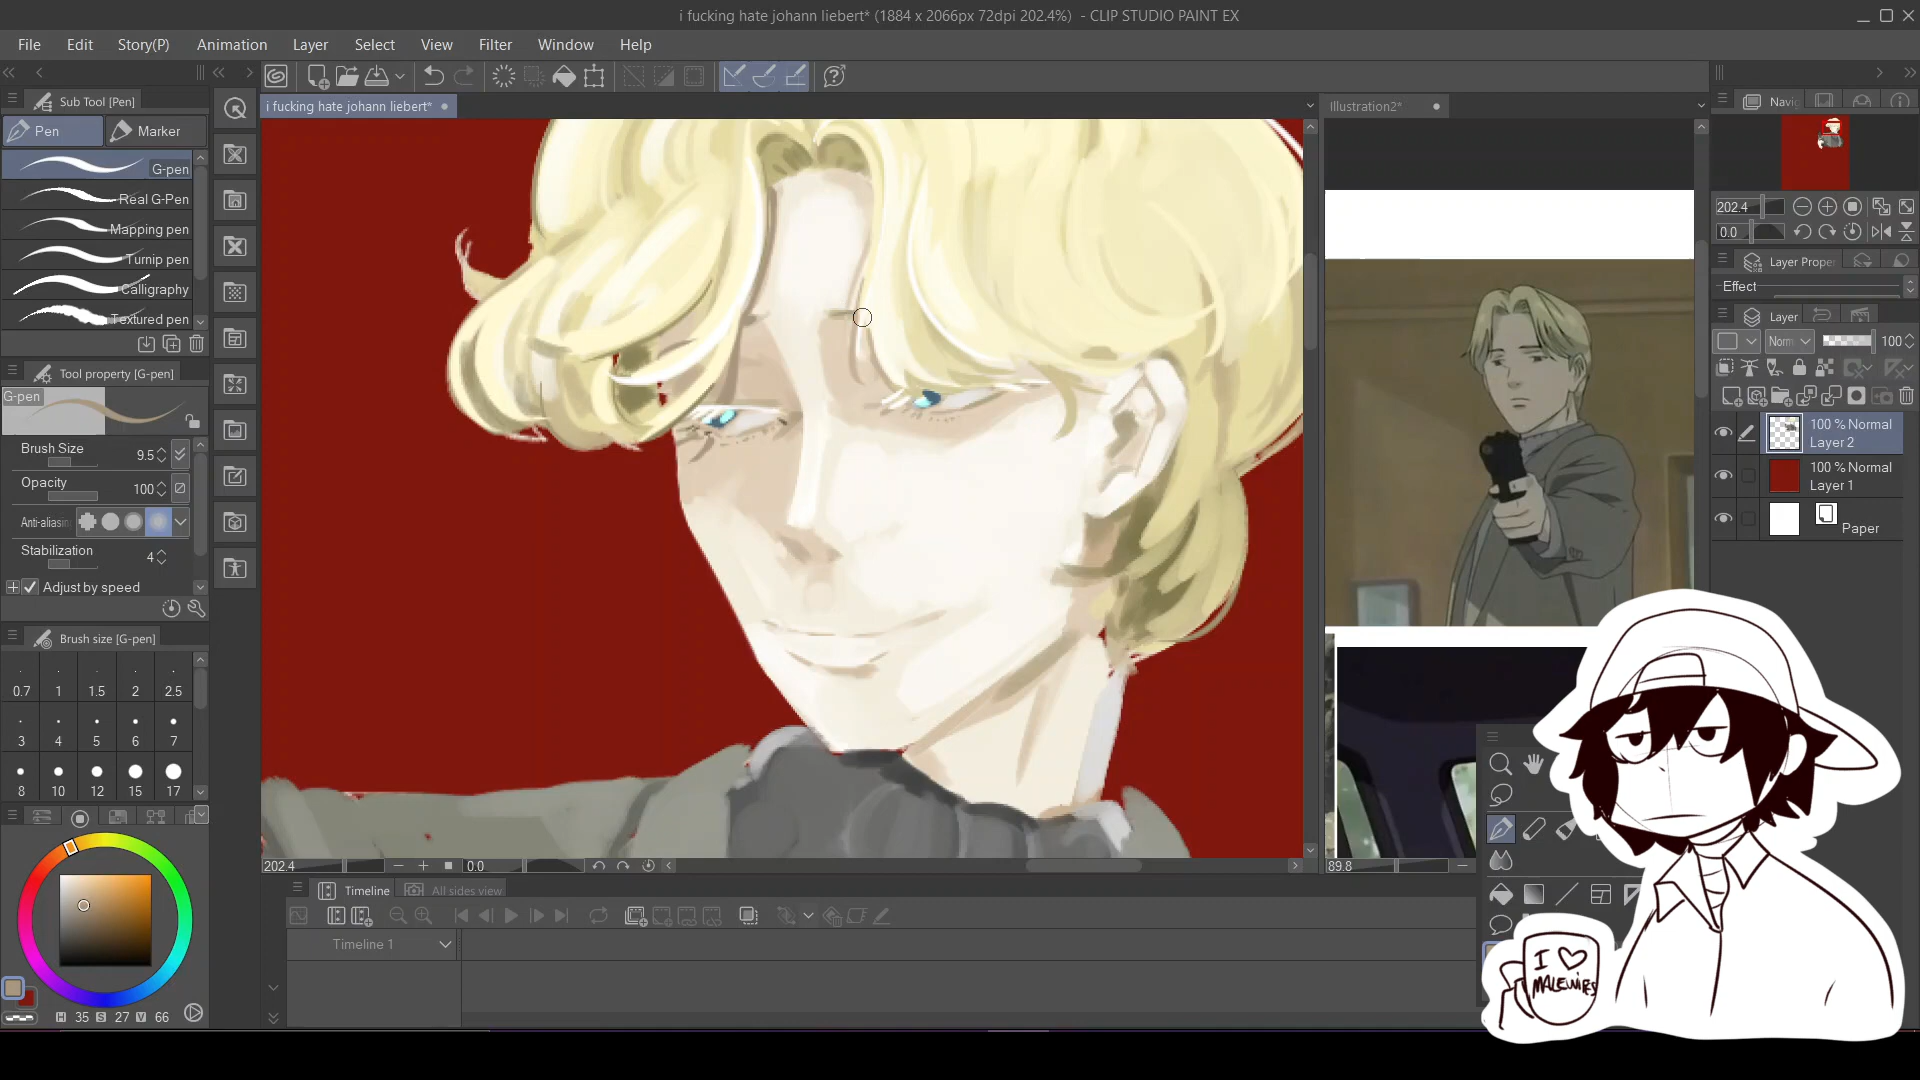 i fucking hate johann liebert* (1884 x 2066px 72dpi 202.4%) - CLIP STUDIO PAINT EX
File Edit Story(P) Animation Layer Select View Filter Window Help
Sub Tool [Pen]
i fucking hate johann liebert*
Illustration2*
Pen
Marker
G-pen
Real G-Pen
Mapping pen
Turnip pen
Calligraphy
Textured pen
Tool property [G-pen]
G-pen
Brush Size 9.5
Opacity 100
Stabilization 4
Adjust by speed
Brush size [G-pen]
0.7 1 1.5 2 2.5
3 4 5 6 7
8 10 12 15 17
H 35 S 27 V 66
202.4 0.0
89.8
Timeline
All sides view
Timeline 1
202.4
0.0
Effect
Layer
Norm 100
100 % Normal
Layer 2
100 % Normal
Layer 1
Paper
I
MALEWIFES